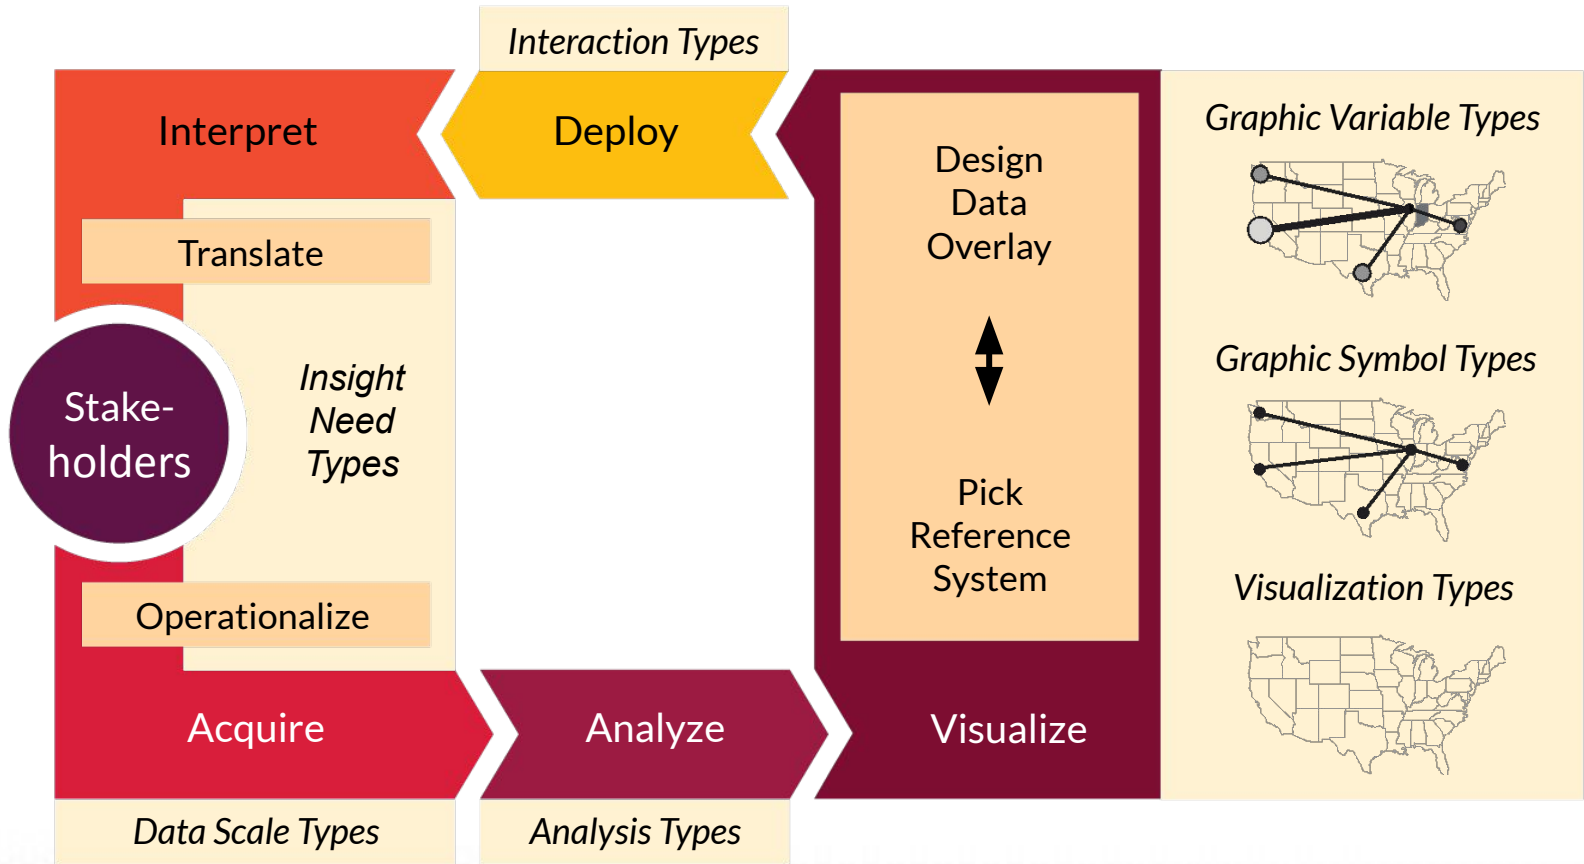 Interaction Types
Interpret
Deploy
Translate
Stake-
holders
Insight
Need
Types
Operationalize
Acquire
Analyze
Visualize
Data Scale Types
Analysis Types
Design
Data
Overlay
Pick
Reference
System
Graphic Variable Types
Graphic Symbol Types
Visualization Types